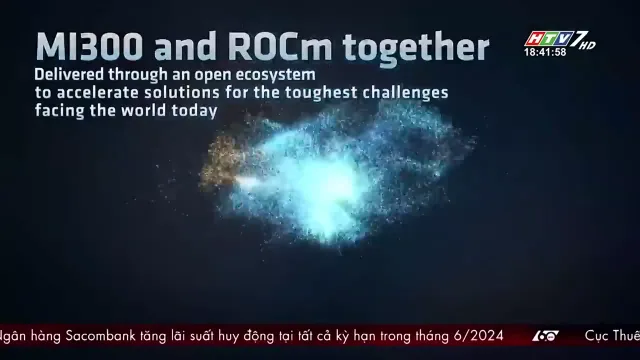 MI300 and ROCm together
Delivered through an open ecosystem
to accelerate solutions for the toughest challenges
facing the world today
HTV7 HD
18:41:58
Ngân hàng Sacombank tăng lãi suất huy động tại tất cả kỳ hạn trong tháng 6/2024
Cục Thuế